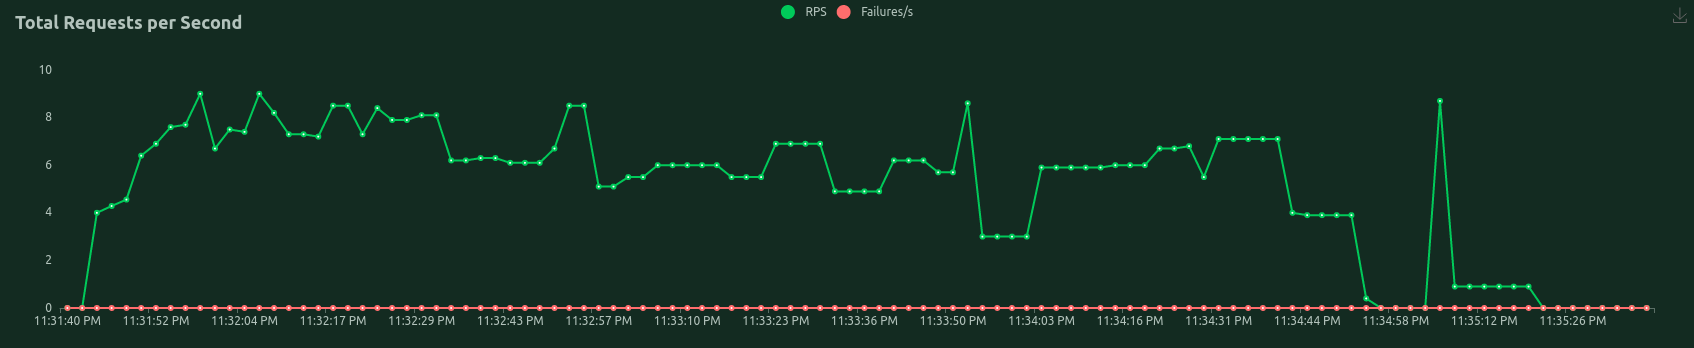 Total Requests per Second
RPS Failures/s
10
8
6
4
2
0
11:31:40 PM 11:31:52 PM 11:32:04 PM 11:32:17 PM 11:32:29 PM 11:32:43 PM 11:32:57 PM 11:33:10 PM 11:33:23 PM 11:33:36 PM 11:33:50 PM 11:34:03 PM 11:34:16 PM 11:34:31 PM 11:34:44 PM 11:34:58 PM 11:35:12 PM 11:35:26 PM